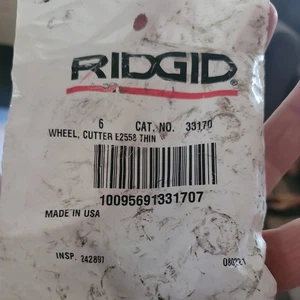 RIDGID®
6 CAT. NO. 33170
WHEEL, CUTTER E2558 THIN
10095691331707
MADE IN USA
INSP. 242897